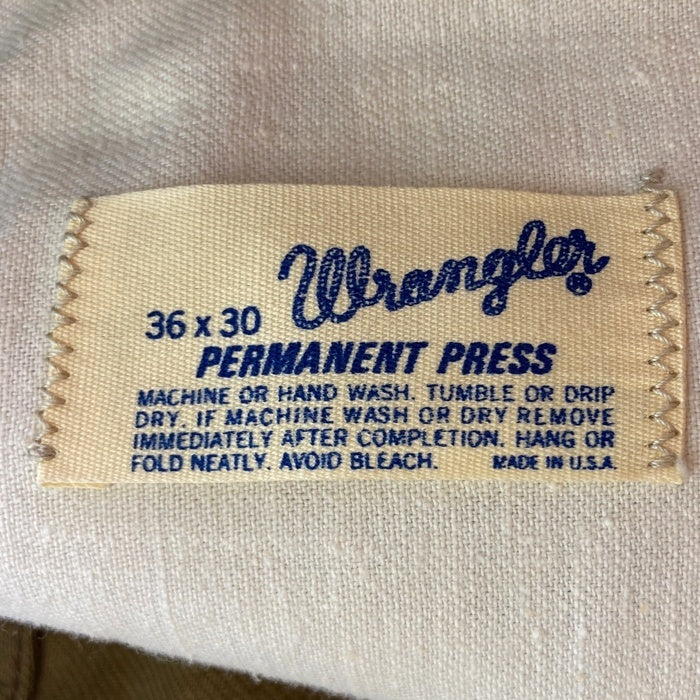 Wrangler®
36 x 30
PERMANENT PRESS
MACHINE OR HAND WASH. TUMBLE OR DRIP
DRY. IF MACHINE WASH OR DRY REMOVE
IMMEDIATELY AFTER COMPLETION. HANG OR
FOLD NEATLY. AVOID BLEACH. MADE IN U.S.A.